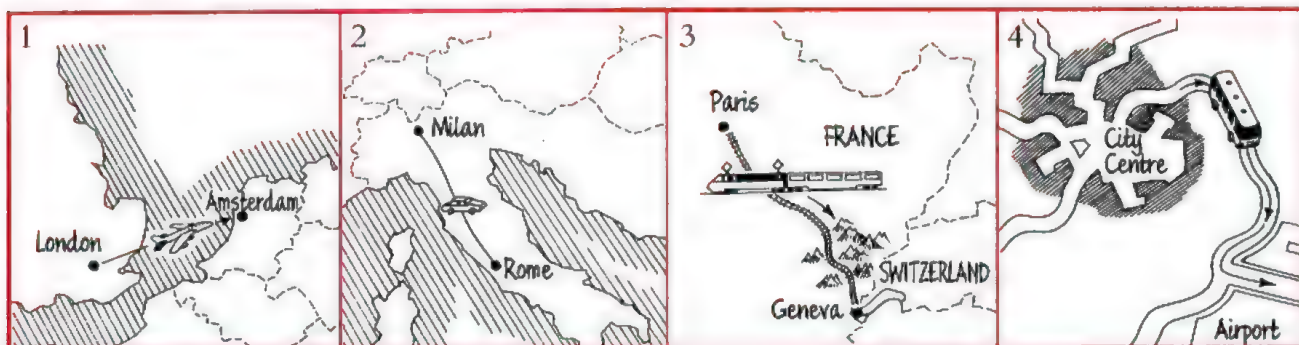 1
London
Amsterdam
2
Milan
Rome
3
Paris
FRANCE
SWITZERLAND
Geneva
4
City
Centre
Airport